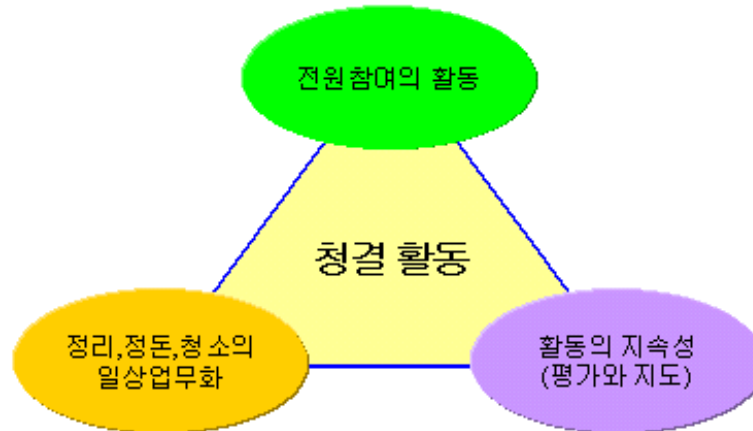 전원참여의 활동
청결 활동
정리,정돈,청소의
일상업무화
활동의 지속성
(평가와 지도)